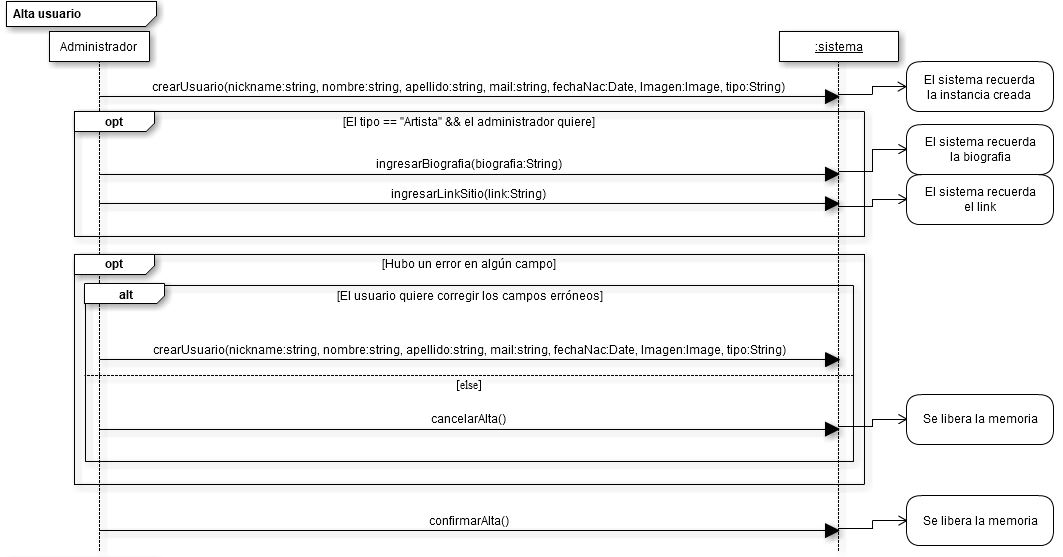 Alta usuario
Administrador
:sistema
crearUsuario(nickname:string, nombre:string, apellido:string, mail:string, fechaNac:Date, Imagen:Image, tipo:String)
El sistema recuerda
la instancia creada
opt
[El tipo == "Artista" && el administrador quiere]
El sistema recuerda
la biografia
ingresarBiografia(biografia:String)
ingresarLinkSitio(link:String)
El sistema recuerda
el link
opt
[Hubo un error en algún campo]
alt
[El usuario quiere corregir los campos erróneos]
crearUsuario(nickname:string, nombre:string, apellido:string, mail:string, fechaNac:Date, Imagen:Image, tipo:String)
[else]
cancelarAlta()
Se libera la memoria
confirmarAlta()
Se libera la memoria